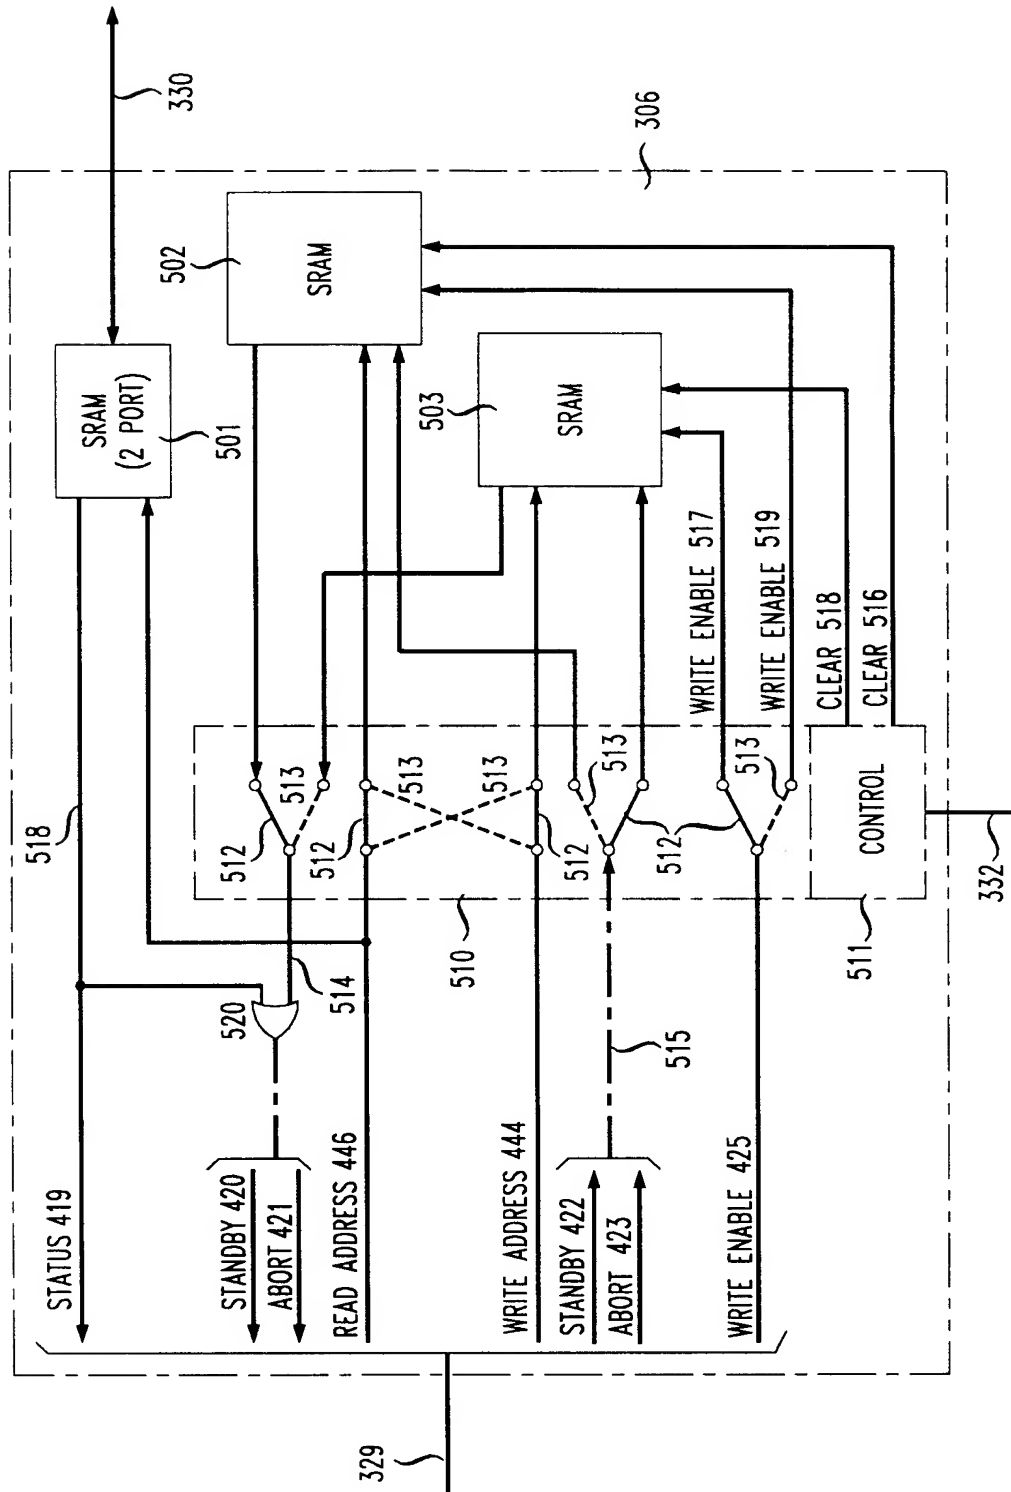 518
STATUS 419
SRAM
(2 PORT)
330
502
501
STANDBY 420
520
512
ABORT 421
513
SRAM
READ ADDRESS 446
514
512
329
513
503
510
WRITE ADDRESS 444
513
512
SRAM
STANDBY 422
513
ABORT 423
306
515
512
WRITE ENABLE 517
WRITE ENABLE 425
513
WRITE ENABLE 519
CLEAR 518
511
CONTROL
CLEAR 516
332